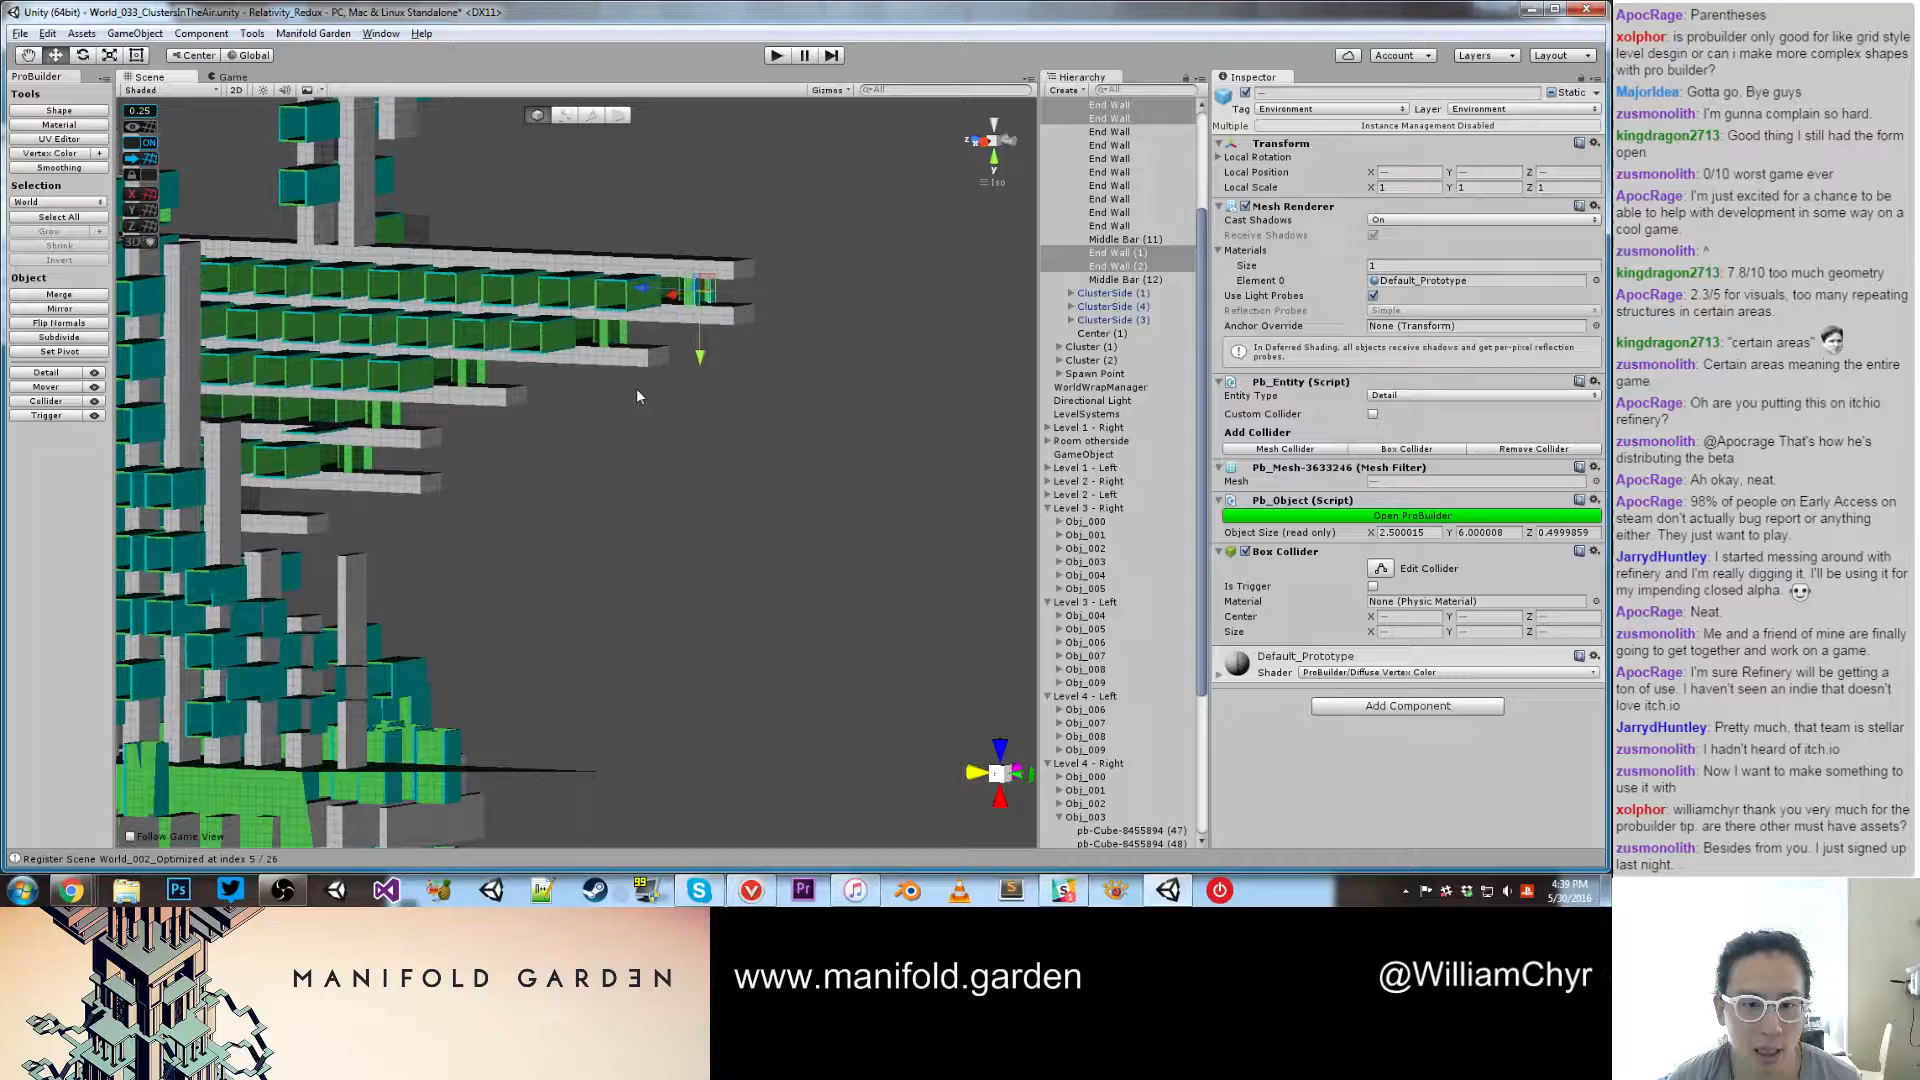 Unity (64bit) - World_033_ClustersInTheAir.unity - Relativity_Redux - PC, Mac & Linux Standalone* <DX11>
File Edit Assets GameObject Component Tools Manifold Garden Window Help
Center Global Account Layers Layout
ProBuilder
Tools
Shape
Material
UV Editor
Vertex Color +
Smoothing
Selection
World
Select All
Grow +
Shrink
Invert
Object
Merge
Mirror
Flip Normals
Subdivide
Set Pivot
Detail
Mover
Collider
Trigger
Scene Game
Shaded 2D Gizmos All
0.25
ON
X
Y
Z
3D
z
y
Iso
Follow Game View
Register Scene World_002_Optimized at index 5 / 26
Hierarchy
Create All
End Wall
End Wall
End Wall
End Wall
End Wall
End Wall
End Wall
End Wall
End Wall
End Wall
Middle Bar (11)
End Wall (1)
End Wall (2)
Middle Bar (12)
ClusterSide (1)
ClusterSide (4)
ClusterSide (3)
Center (1)
Cluster (1)
Cluster (2)
Spawn Point
WorldWrapManager
Directional Light
LevelSystems
Level 1 - Right
Room otherside
GameObject
Level 1 - Left
Level 2 - Right
Level 2 - Left
Level 3 - Right
Obj_000
Obj_001
Obj_002
Obj_003
Obj_004
Obj_005
Level 3 - Left
Obj_004
Obj_005
Obj_006
Obj_007
Obj_008
Obj_009
Level 4 - Left
Obj_006
Obj_007
Obj_008
Obj_009
Level 4 - Right
Obj_000
Obj_001
Obj_002
Obj_003
pb-Cube-8455894 (47)
pb-Cube-8455894 (48)
Inspector
— Static
Tag Environment Layer Environment
Multiple Instance Management Disabled
Transform
Local Rotation
Local Position X — Y — Z —
Local Scale X 1 Y 1 Z 1
Mesh Renderer
Cast Shadows On
Receive Shadows
Materials
Size 1
Element 0 Default_Prototype
Use Light Probes
Reflection Probes Simple
Anchor Override None (Transform)
In Deferred Shading, all objects receive shadows and get per-pixel reflection
probes.
Pb_Entity (Script)
Entity Type Detail
Custom Collider
Add Collider
Mesh Collider Box Collider Remove Collider
Pb_Mesh-3633246 (Mesh Filter)
Mesh —
Pb_Object (Script)
Open ProBuilder
Object Size (read only) X 2.500015 Y 6.000008 Z 0.4999859
Box Collider
Edit Collider
Is Trigger
Material None (Physic Material)
Center X — Y — Z —
Size X — Y — Z —
Default_Prototype
Shader ProBuilder/Diffuse Vertex Color
Add Component
ApocRage: Parentheses
xolphor: is probuilder only good for like grid style
level desgin or can i make more complex shapes
with pro builder?
MajorIdea: Gotta go. Bye guys
zusmonolith: I'm gunna complain so hard.
kingdragon2713: Good thing I still had the form
open
zusmonolith: 0/10 worst game ever
ApocRage: I'm just excited for a chance to be
able to help with development in some way on a
cool game.
zusmonolith: ^
kingdragon2713: 7.8/10 too much geometry
ApocRage: 2.3/5 for visuals, too many repeating
structures in certain areas.
kingdragon2713: "certain areas"
zusmonolith: Certain areas meaning the entire
game
ApocRage: Oh are you putting this on itchio
refinery?
zusmonolith: @Apocrage That's how he's
distributing the beta
ApocRage: Ah okay, neat.
ApocRage: 98% of people on Early Access on
steam don't actually bug report or anything
either. They just want to play.
JarrydHuntley: I started messing around with
refinery and I'm really digging it. I'll be using it for
my impending closed alpha.
ApocRage: Neat.
zusmonolith: Me and a friend of mine are finally
going to get together and work on a game.
ApocRage: I'm sure Refinery will be getting a
ton of use. I haven't seen an indie that doesn't
love itch.io
JarrydHuntley: Pretty much, that team is stellar
zusmonolith: I hadn't heard of itch.io
zusmonolith: Now I want to make something to
use it with
xolphor: williamchyr thank you very much for the
probuilder tip. are there other must have assets?
zusmonolith: Besides from you. I just signed up
last night.
Ps 99 Pr S
4:39 PM
5/30/2016
MANIFOLD GARDƎN
www.manifold.garden
@WilliamChyr